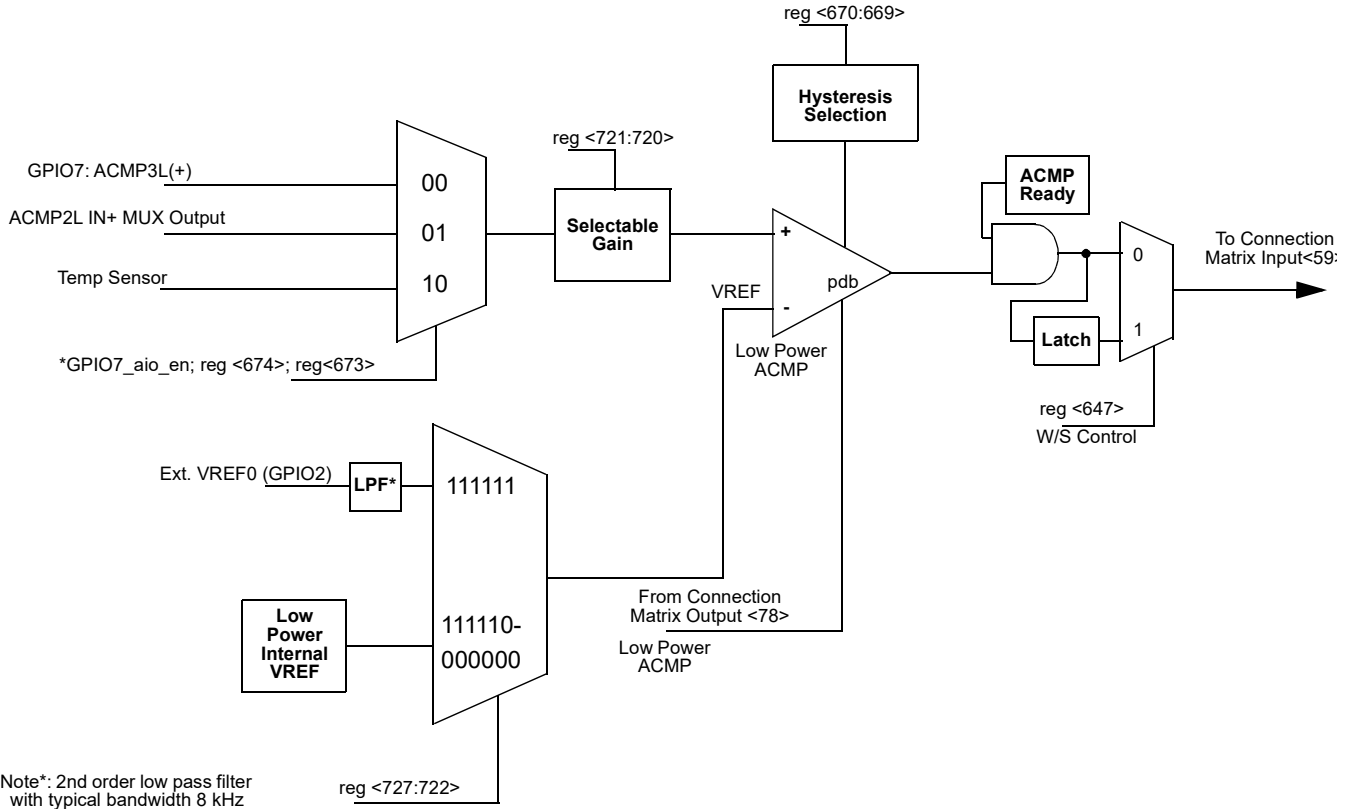 reg <670:669>
Hysteresis
Selection
reg <721:720>
GPIO7: ACMP3L(+)
ACMP2L IN+ MUX Output
Temp Sensor
00
01
10
Selectable
Gain
*GPIO7_aio_en; reg <674>; reg<673>
+
-
pdb
VREF
Low Power
ACMP
ACMP
Ready
0
1
Latch
To Connection
Matrix Input<59>
reg <647>
W/S Control
Ext. VREF0 (GPIO2)
LPF*
111111
Low
Power
Internal
VREF
111110-
000000
From Connection
Matrix Output <78>
Low Power
ACMP
reg <727:722>
Note*: 2nd order low pass filter
with typical bandwidth 8 kHz